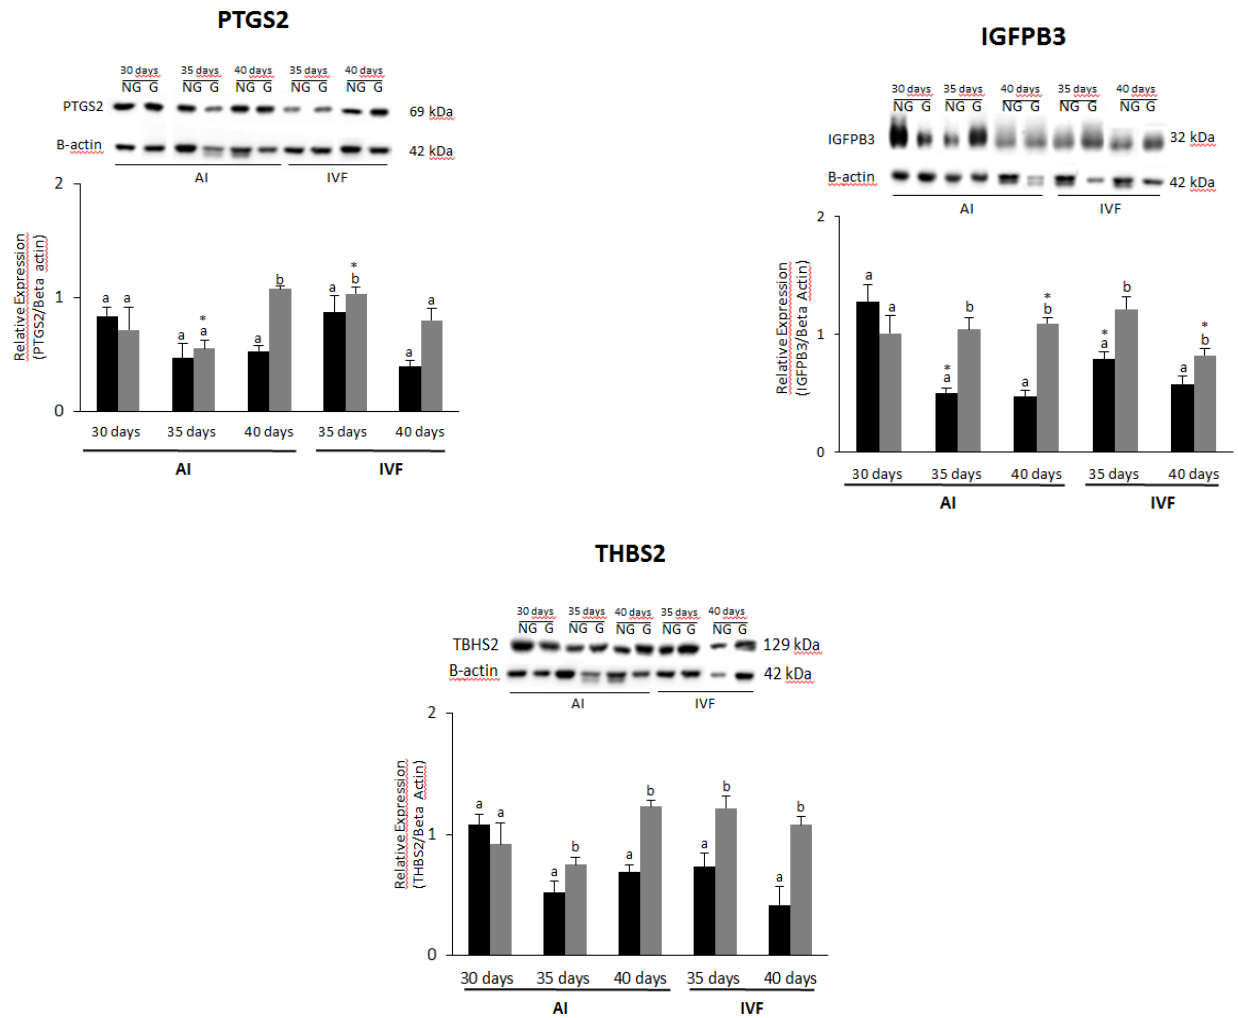 PTGS2
30 days 35 days 40 days 35 days 40 days
NG G NG G NG G NG G NG G
PTGS2 69 kDa
B-actin 42 kDa
AI IVF
2
1
0
Relative Expression
(PTGS2/Beta actin)
a a a * a a b a * b a a
30 days 35 days 40 days 35 days 40 days
AI IVF
IGFPB3
30 days 35 days 40 days 35 days 40 days
NG G NG G NG G NG G NG G
IGFPB3 32 kDa
B-actin 42 kDa
AI IVF
2
1
0
Relative Expression
(IGFPB3/Beta Actin)
a a * a b a * b * a b a * b
30 days 35 days 40 days 35 days 40 days
AI IVF
THBS2
30 days 35 days 40 days 35 days 40 days
NG G NG G NG G NG G NG G
TBHS2 129 kDa
B-actin 42 kDa
AI IVF
2
1
0
Relative Expression
(THBS2/Beta Actin)
a a a b a b a b a b
30 days 35 days 40 days 35 days 40 days
AI IVF